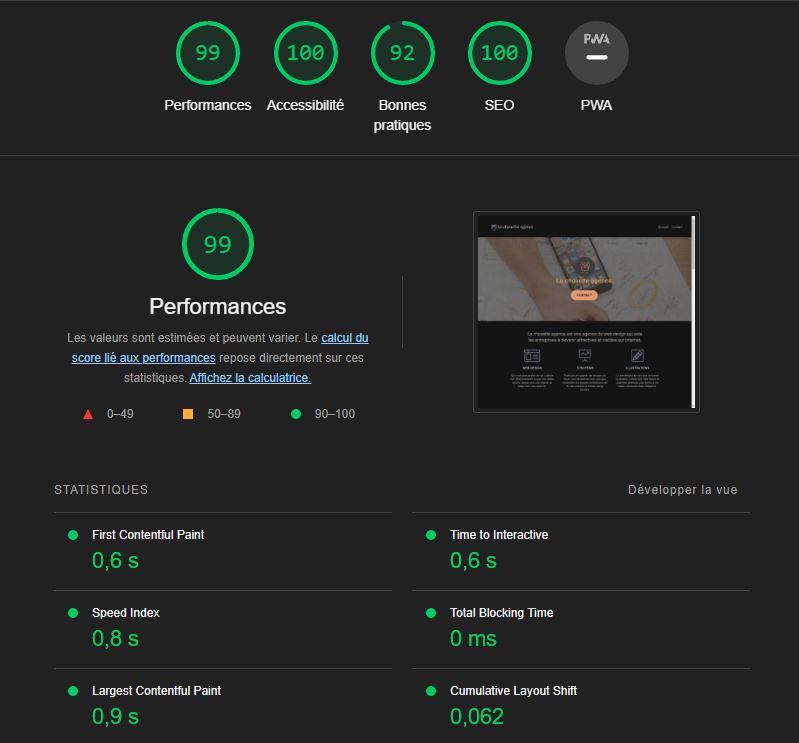 99
100
92
100
PWA
Performances
Accessibilité
Bonnes
pratiques
SEO
PWA
99
Performances
Les valeurs sont estimées et peuvent varier. Le calcul du
score lié aux performances repose directement sur ces
statistiques. Affichez la calculatrice.
0–49
50–89
90–100
La chouette agence
Accueil
Contact
La chouette agence
CONTACT
La chouette agence est une agence de web design qui aide
les entreprises à devenir attractives et visibles sur Internet.
WEB DESIGN
STRATÉGIE
ILLUSTRATIONS
STATISTIQUES
Développer la vue
First Contentful Paint
0,6 s
Time to Interactive
0,6 s
Speed Index
0,8 s
Total Blocking Time
0 ms
Largest Contentful Paint
0,9 s
Cumulative Layout Shift
0,062